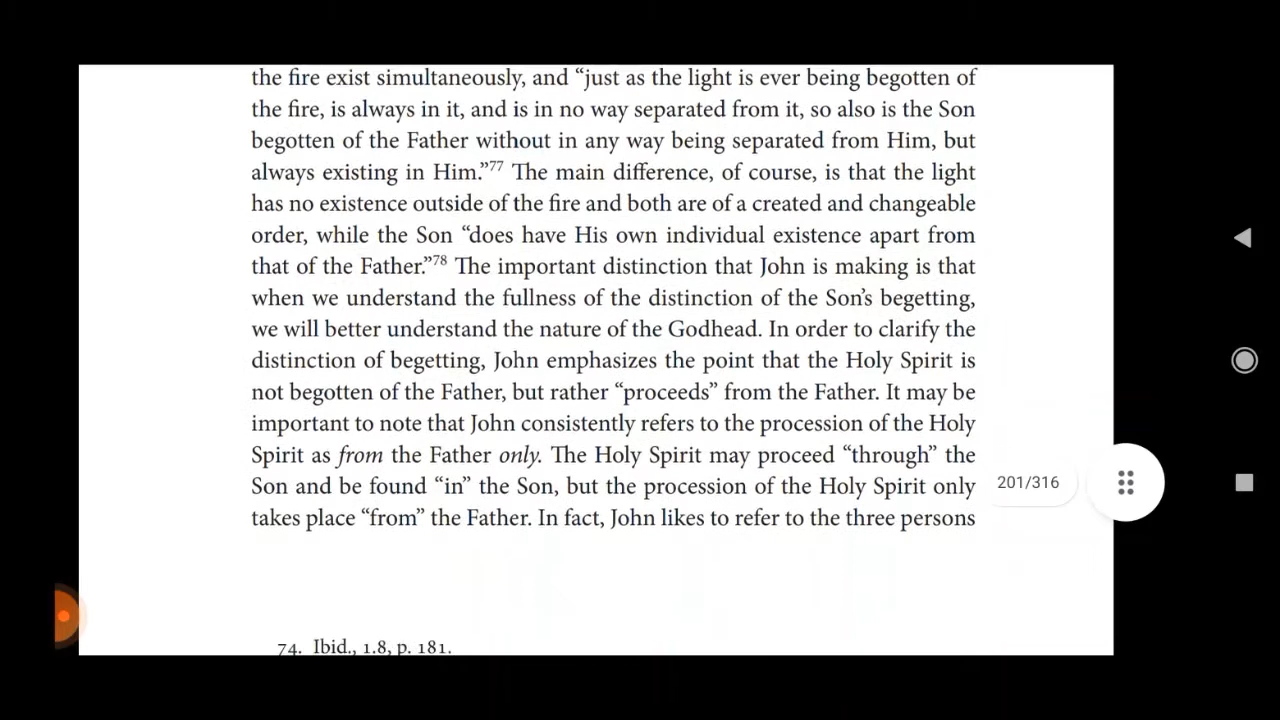 the fire exist simultaneously, and “just as the light is ever being begotten of
the fire, is always in it, and is in no way separated from it, so also is the Son
begotten of the Father without in any way being separated from Him, but
always existing in Him.”77 The main difference, of course, is that the light
has no existence outside of the fire and both are of a created and changeable
order, while the Son “does have His own individual existence apart from
that of the Father.”78 The important distinction that John is making is that
when we understand the fullness of the distinction of the Son’s begetting,
we will better understand the nature of the Godhead. In order to clarify the
distinction of begetting, John emphasizes the point that the Holy Spirit is
not begotten of the Father, but rather “proceeds” from the Father. It may be
important to note that John consistently refers to the procession of the Holy
Spirit as from the Father only. The Holy Spirit may proceed “through” the
Son and be found “in” the Son, but the procession of the Holy Spirit only
takes place “from” the Father. In fact, John likes to refer to the three persons
201/316
74. Ibid., 1.8, p. 181.